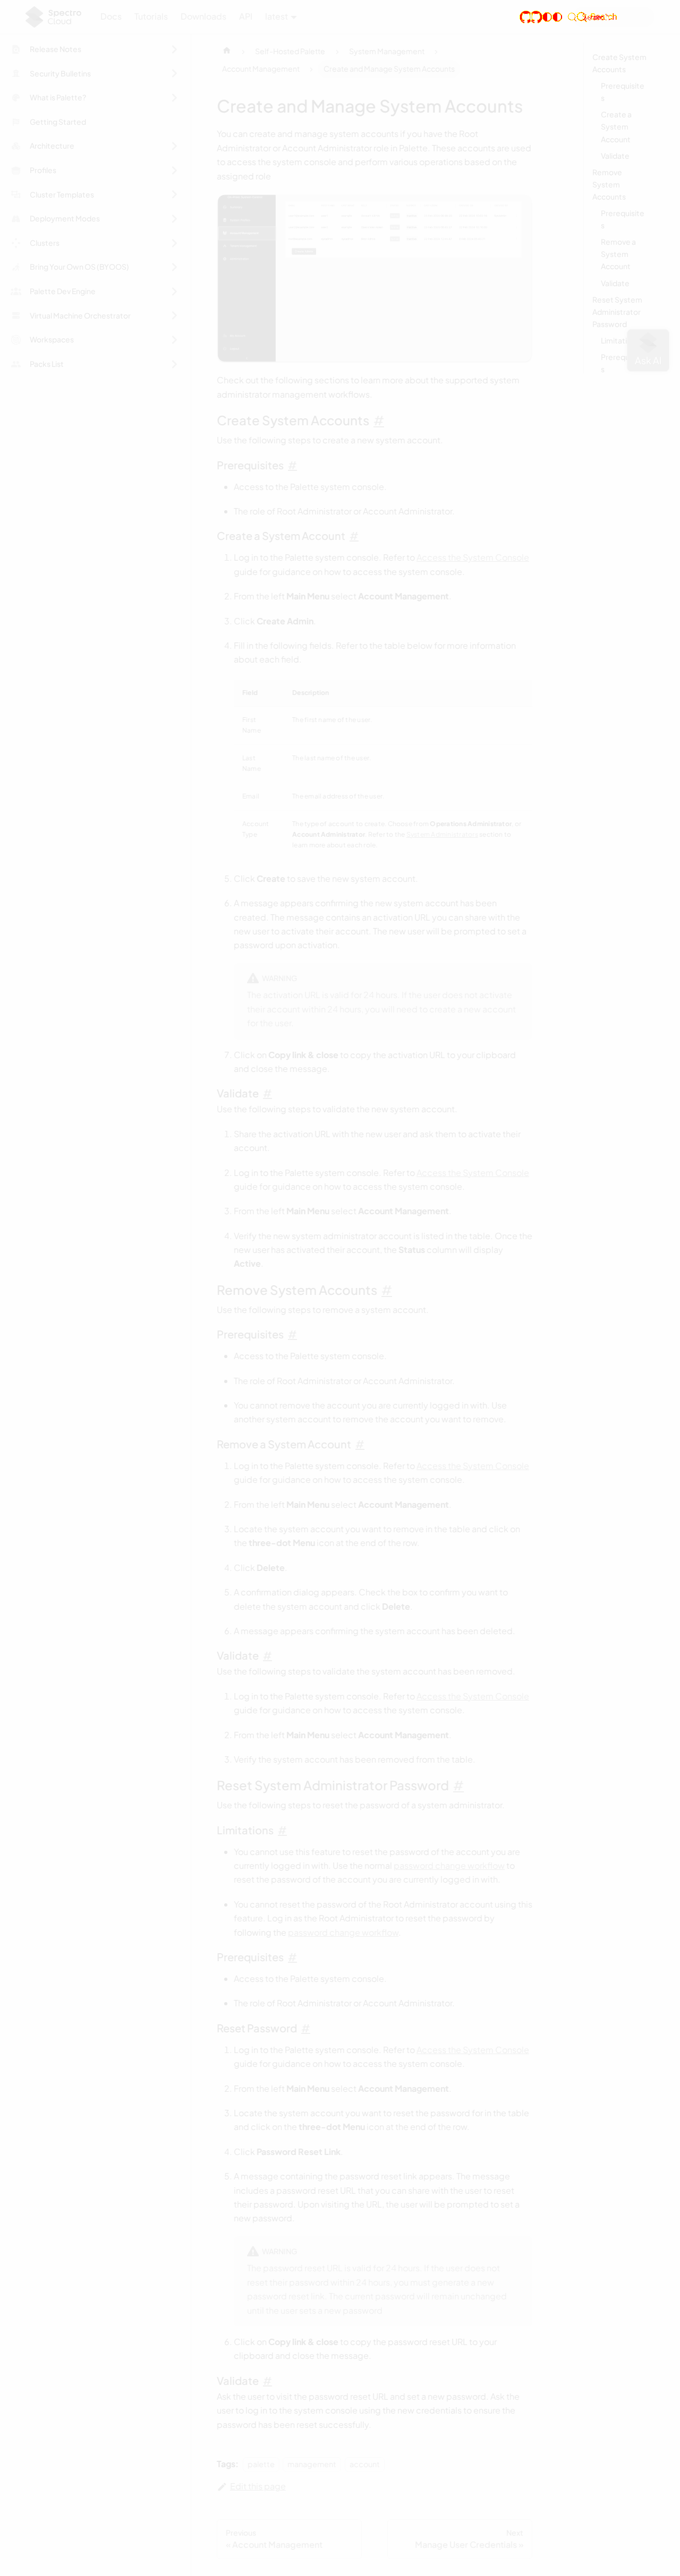 Spectro
Cloud
Docs Tutorials Downloads API latest
Release Notes
Security Bulletins
What is Palette?
Getting Started
Architecture
Profiles
Cluster Templates
Deployment Modes
Clusters
Bring Your Own OS (BYOOS)
Palette Dev Engine
Virtual Machine Orchestrator
Workspaces
Packs List
Self-Hosted Palette
System Management
Account Management
Create and Manage System Accounts
Create and Manage System Accounts
You can create and manage system accounts if you have the Root
Administrator or Account Administrator role in Palette. These accounts are used
to access the system console and perform various operations based on the
assigned role.
Check out the following sections to learn more about the supported system
administrator management workflows.
Create System Accounts #
Use the following steps to create a new system account.
Prerequisites #
• Access to the Palette system console.
• The role of Root Administrator or Account Administrator.
Create a System Account #
1. Log in to the Palette system console. Refer to Access the System Console
guide for guidance on how to access the system console.
2. From the left Main Menu select Account Management.
3. Click Create Admin.
4. Fill in the following fields. Refer to the table below for more information
about each field.
Field Description
First
Name
The first name of the user.
Last
Name
The last name of the user.
Email
The email address of the user.
Account
Type
The type of account to create. Choose from Operations Administrator, or
Account Administrator. Refer to the System Administrators section to
learn more about each role.
5. Click Create to save the new system account.
6. A message appears confirming the new system account has been
created. The message contains an activation URL you can share with the
new user to activate their account. The new user will be prompted to set a
password upon activation.
WARNING
The activation URL is valid for 24 hours. If the user does not activate
their account within 24 hours, you will need to create a new account
for the user.
7. Click on Copy link & close to copy the activation URL to your clipboard
and close the message.
Validate #
Use the following steps to validate the new system account.
1. Share the activation URL with the new user and ask them to activate their
account.
2. Log in to the Palette system console. Refer to Access the System Console
guide for guidance on how to access the system console.
3. From the left Main Menu select Account Management.
4. Verify the new system administrator account is listed in the table. Once the
new user has activated their account, the Status column will display
Active.
Remove System Accounts #
Use the following steps to remove a system account.
Prerequisites #
• Access to the Palette system console.
• The role of Root Administrator or Account Administrator.
• You cannot remove the account you are currently logged in with. Use
another system account to remove the account you want to remove.
Remove a System Account #
1. Log in to the Palette system console. Refer to Access the System Console
guide for guidance on how to access the system console.
2. From the left Main Menu select Account Management.
3. Locate the system account you want to remove in the table and click on
the three-dot Menu icon at the end of the row.
4. Click Delete.
5. A confirmation dialog appears. Check the box to confirm you want to
delete the system account and click Delete.
6. A message appears confirming the system account has been deleted.
Validate #
Use the following steps to validate the system account has been removed.
1. Log in to the Palette system console. Refer to Access the System Console
guide for guidance on how to access the system console.
2. From the left Main Menu select Account Management.
3. Verify the system account has been removed from the table.
Reset System Administrator Password #
Use the following steps to reset the password of a system administrator.
Limitations #
• You cannot use this feature to reset the password of the account you are
currently logged in with. Use the normal password change workflow to
reset the password of the account you are currently logged in with.
• You cannot reset the password of the Root Administrator account using this
feature. Log in as the Root Administrator to reset the password by
following the password change workflow.
Prerequisites #
• Access to the Palette system console.
• The role of Root Administrator or Account Administrator.
Reset Password #
1. Log in to the Palette system console. Refer to Access the System Console
guide for guidance on how to access the system console.
2. From the left Main Menu select Account Management.
3. Locate the system account you want to reset the password for in the table
and click on the three-dot Menu icon at the end of the row.
4. Click Password Reset Link.
5. A message containing the password reset link appears. The message
includes a password reset URL that you can share with the user to reset
their password. Upon visiting the URL, the user will be prompted to set a
new password.
WARNING
The password reset URL is valid for 24 hours. If the user does not
reset their password within 24 hours, you must generate a new
password reset link. The current password will remain unchanged
until the user sets a new password.
6. Click on Copy link & close to copy the password reset URL to your
clipboard and close the message.
Validate #
Ask the user to visit the password reset URL and set a new password. Ask the
user to log in to the system console using the new credentials to ensure the
password has been reset successfully.
Tags: palette management account
Edit this page
Previous
« Account Management
Next
Manage User Credentials »
Create System
Accounts
Prerequisite
s
Create a
System
Account
Validate
Remove
System
Accounts
Prerequisite
s
Remove a
System
Account
Validate
Reset System
Administrator
Password
Ask AI